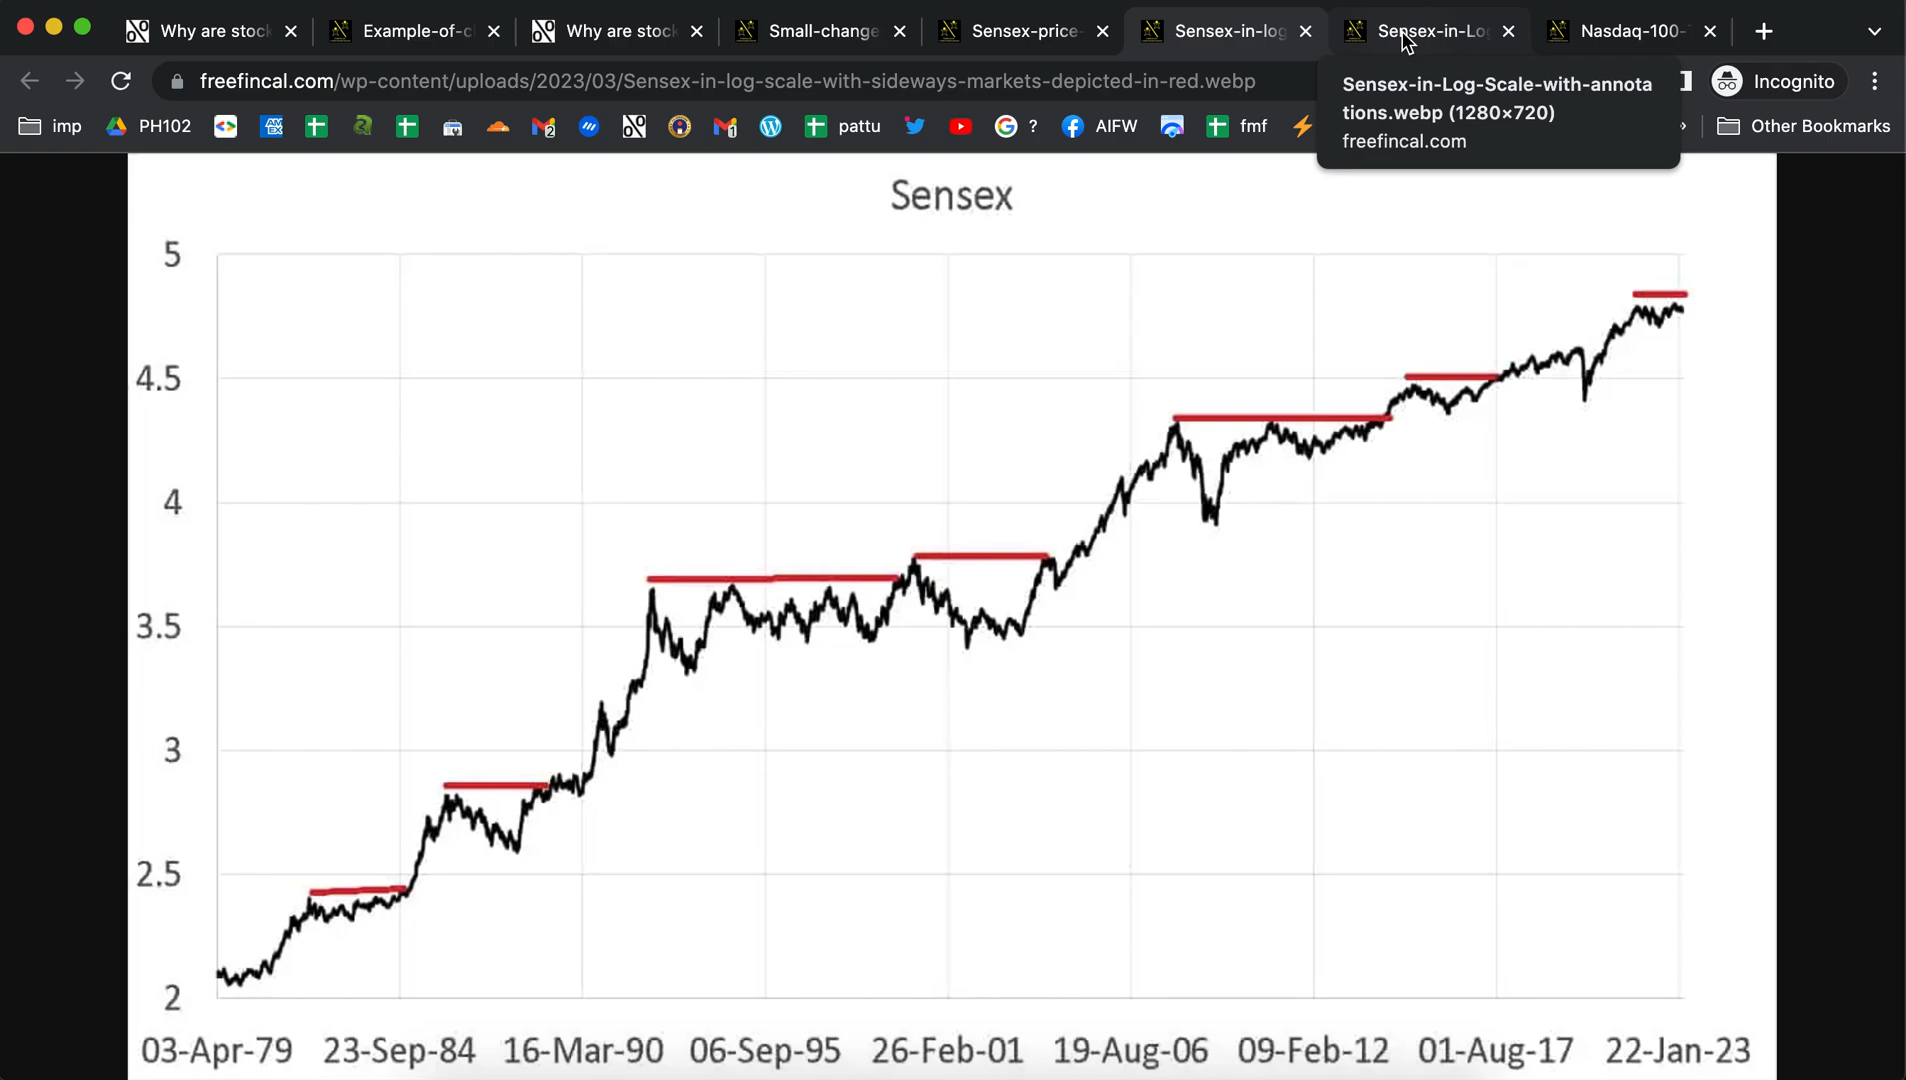 Why are stoc
Example-of-c
Why are stock
Small-change
Sensex-price-
Sensex-in-log
Sensex-in-Log
Nasdaq-100-
freefincal.com/wp-content/uploads/2023/03/Sensex-in-log-scale-with-sideways-markets-depicted-in-red.webp
Incognito
Sensex-in-Log-Scale-with-annota
tions.webp (1280×720)
freefincal.com
imp
PH102
pattu
?
AIFW
fmf
Other Bookmarks
Sensex
5
4.5
4
3.5
3
2.5
2
03-Apr-79 23-Sep-84 16-Mar-90 06-Sep-95 26-Feb-01 19-Aug-06 09-Feb-12 01-Aug-17 22-Jan-23